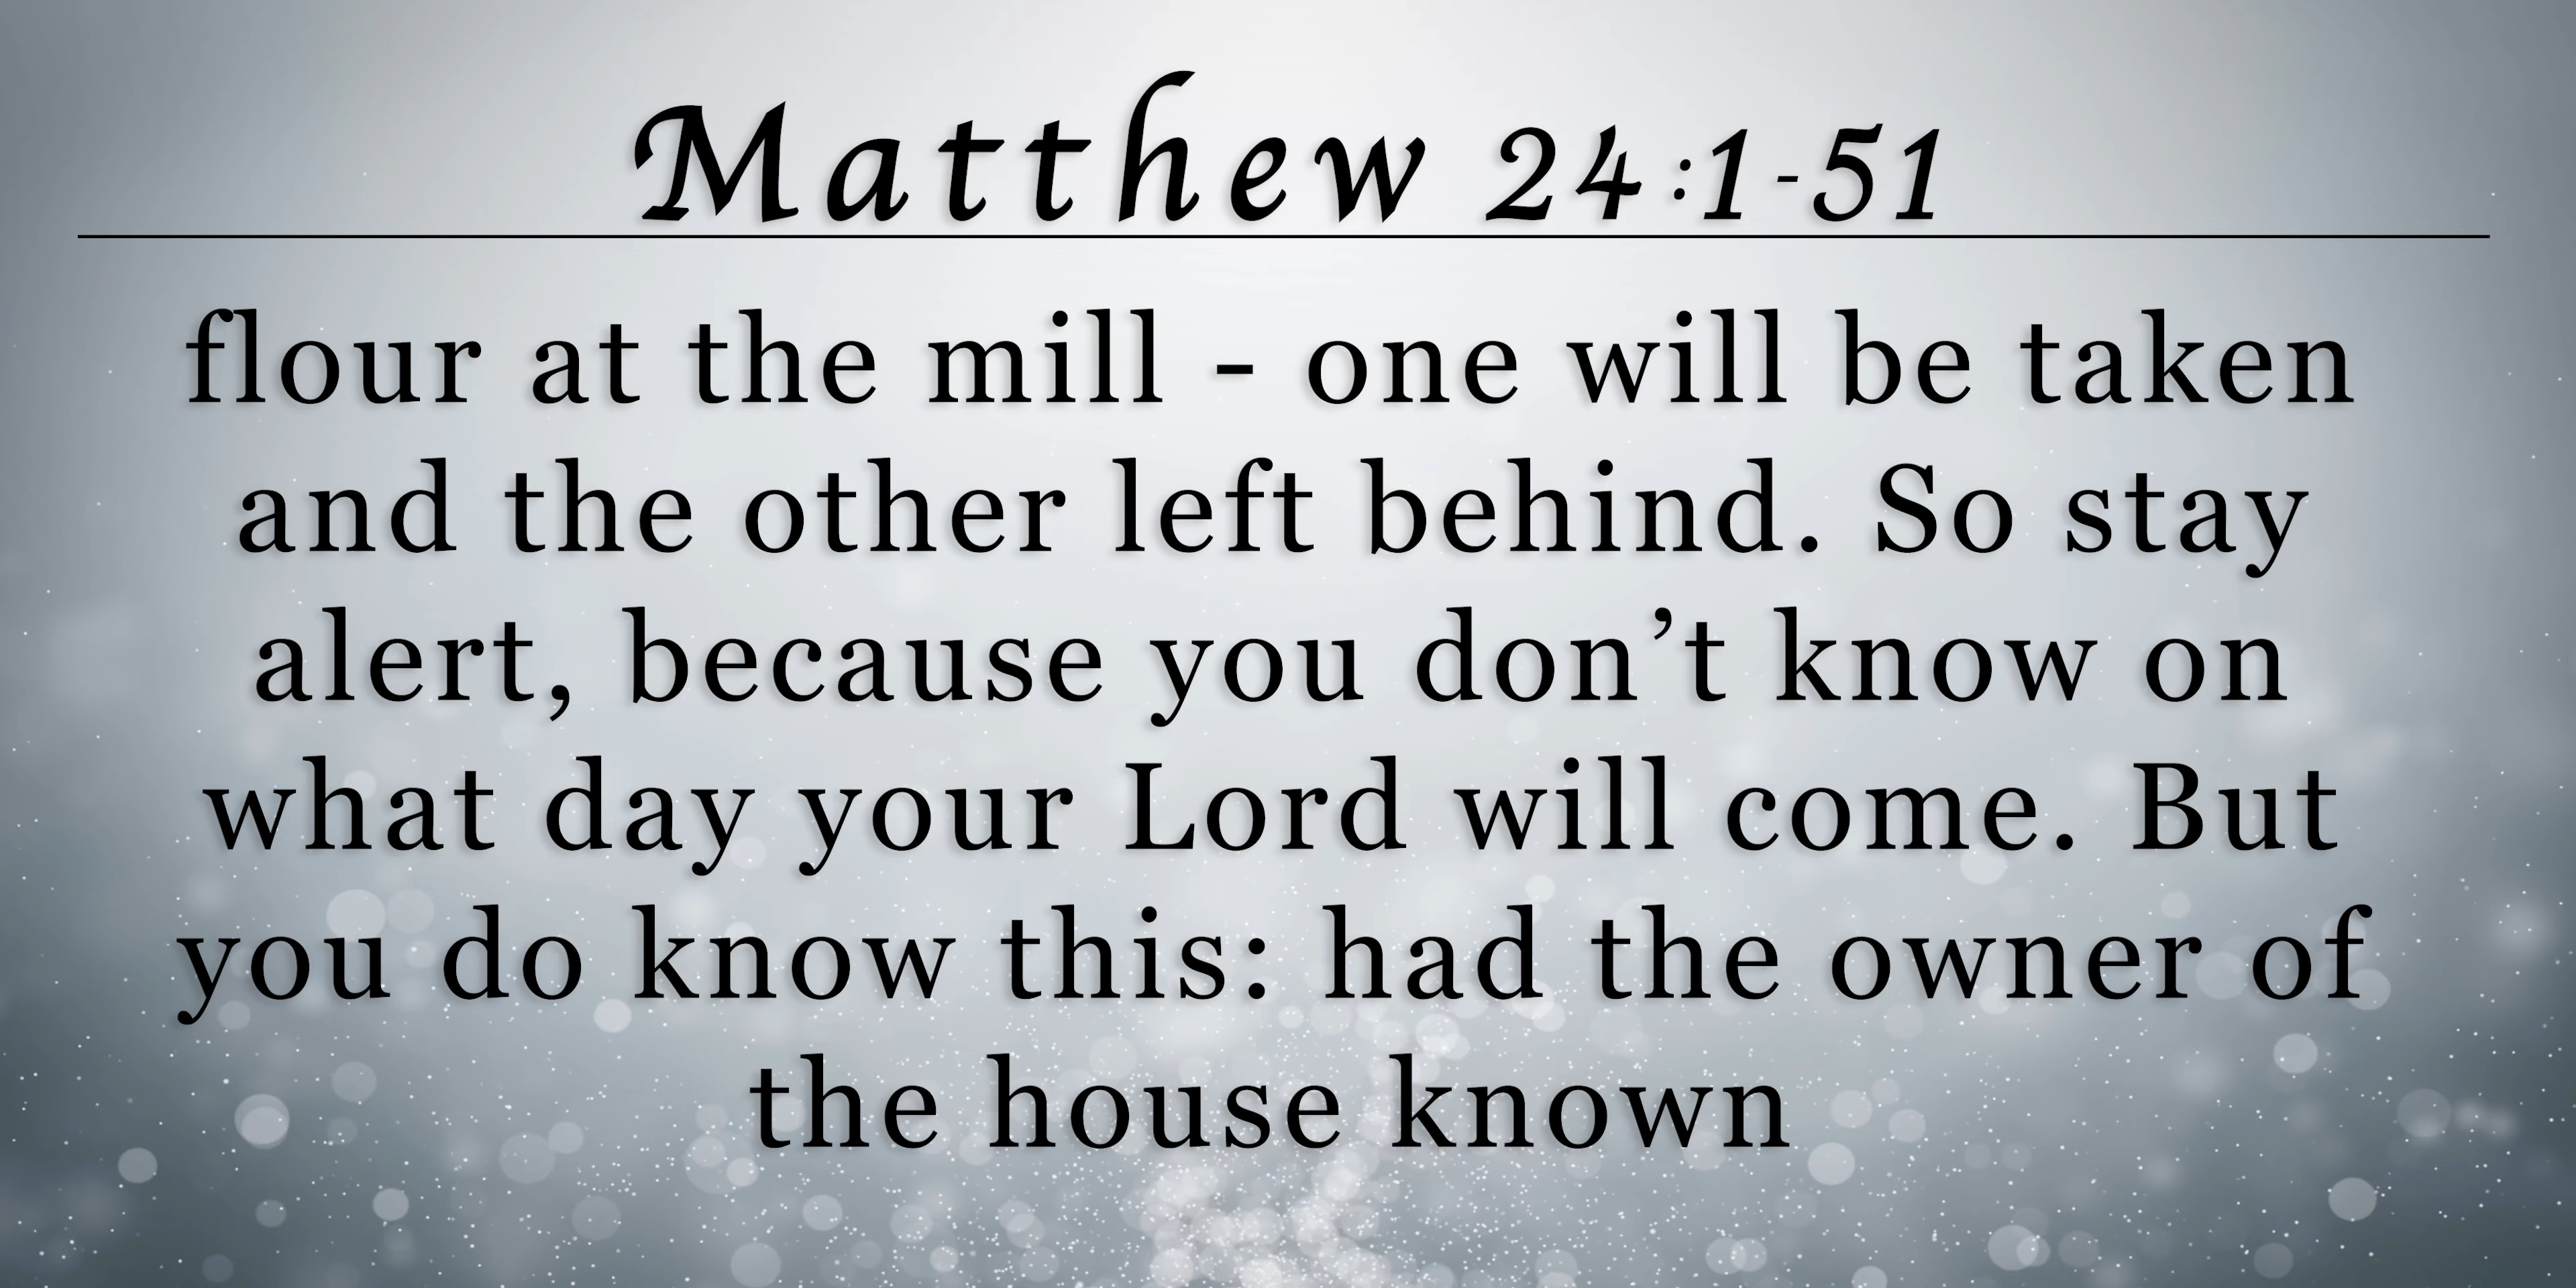 Matthew 24:1-51
flour at the mill - one will be taken
and the other left behind. So stay
alert, because you don’t know on
what day your Lord will come. But
you do know this: had the owner of
the house known